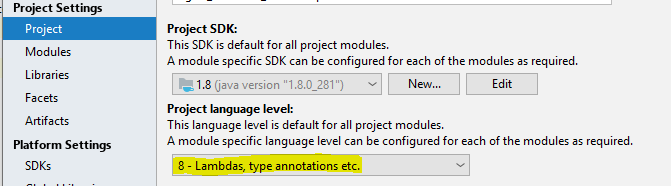 Project Settings
Project
Modules
Libraries
Facets
Artifacts
Platform Settings
SDKs
Project SDK:
This SDK is default for all project modules.
A module specific SDK can be configured for each of the modules as required.
1.8 (java version "1.8.0_281")
New...
Edit
Project language level:
This language level is default for all project modules.
A module specific language level can be configured for each of the modules as required.
8 - Lambdas, type annotations etc.